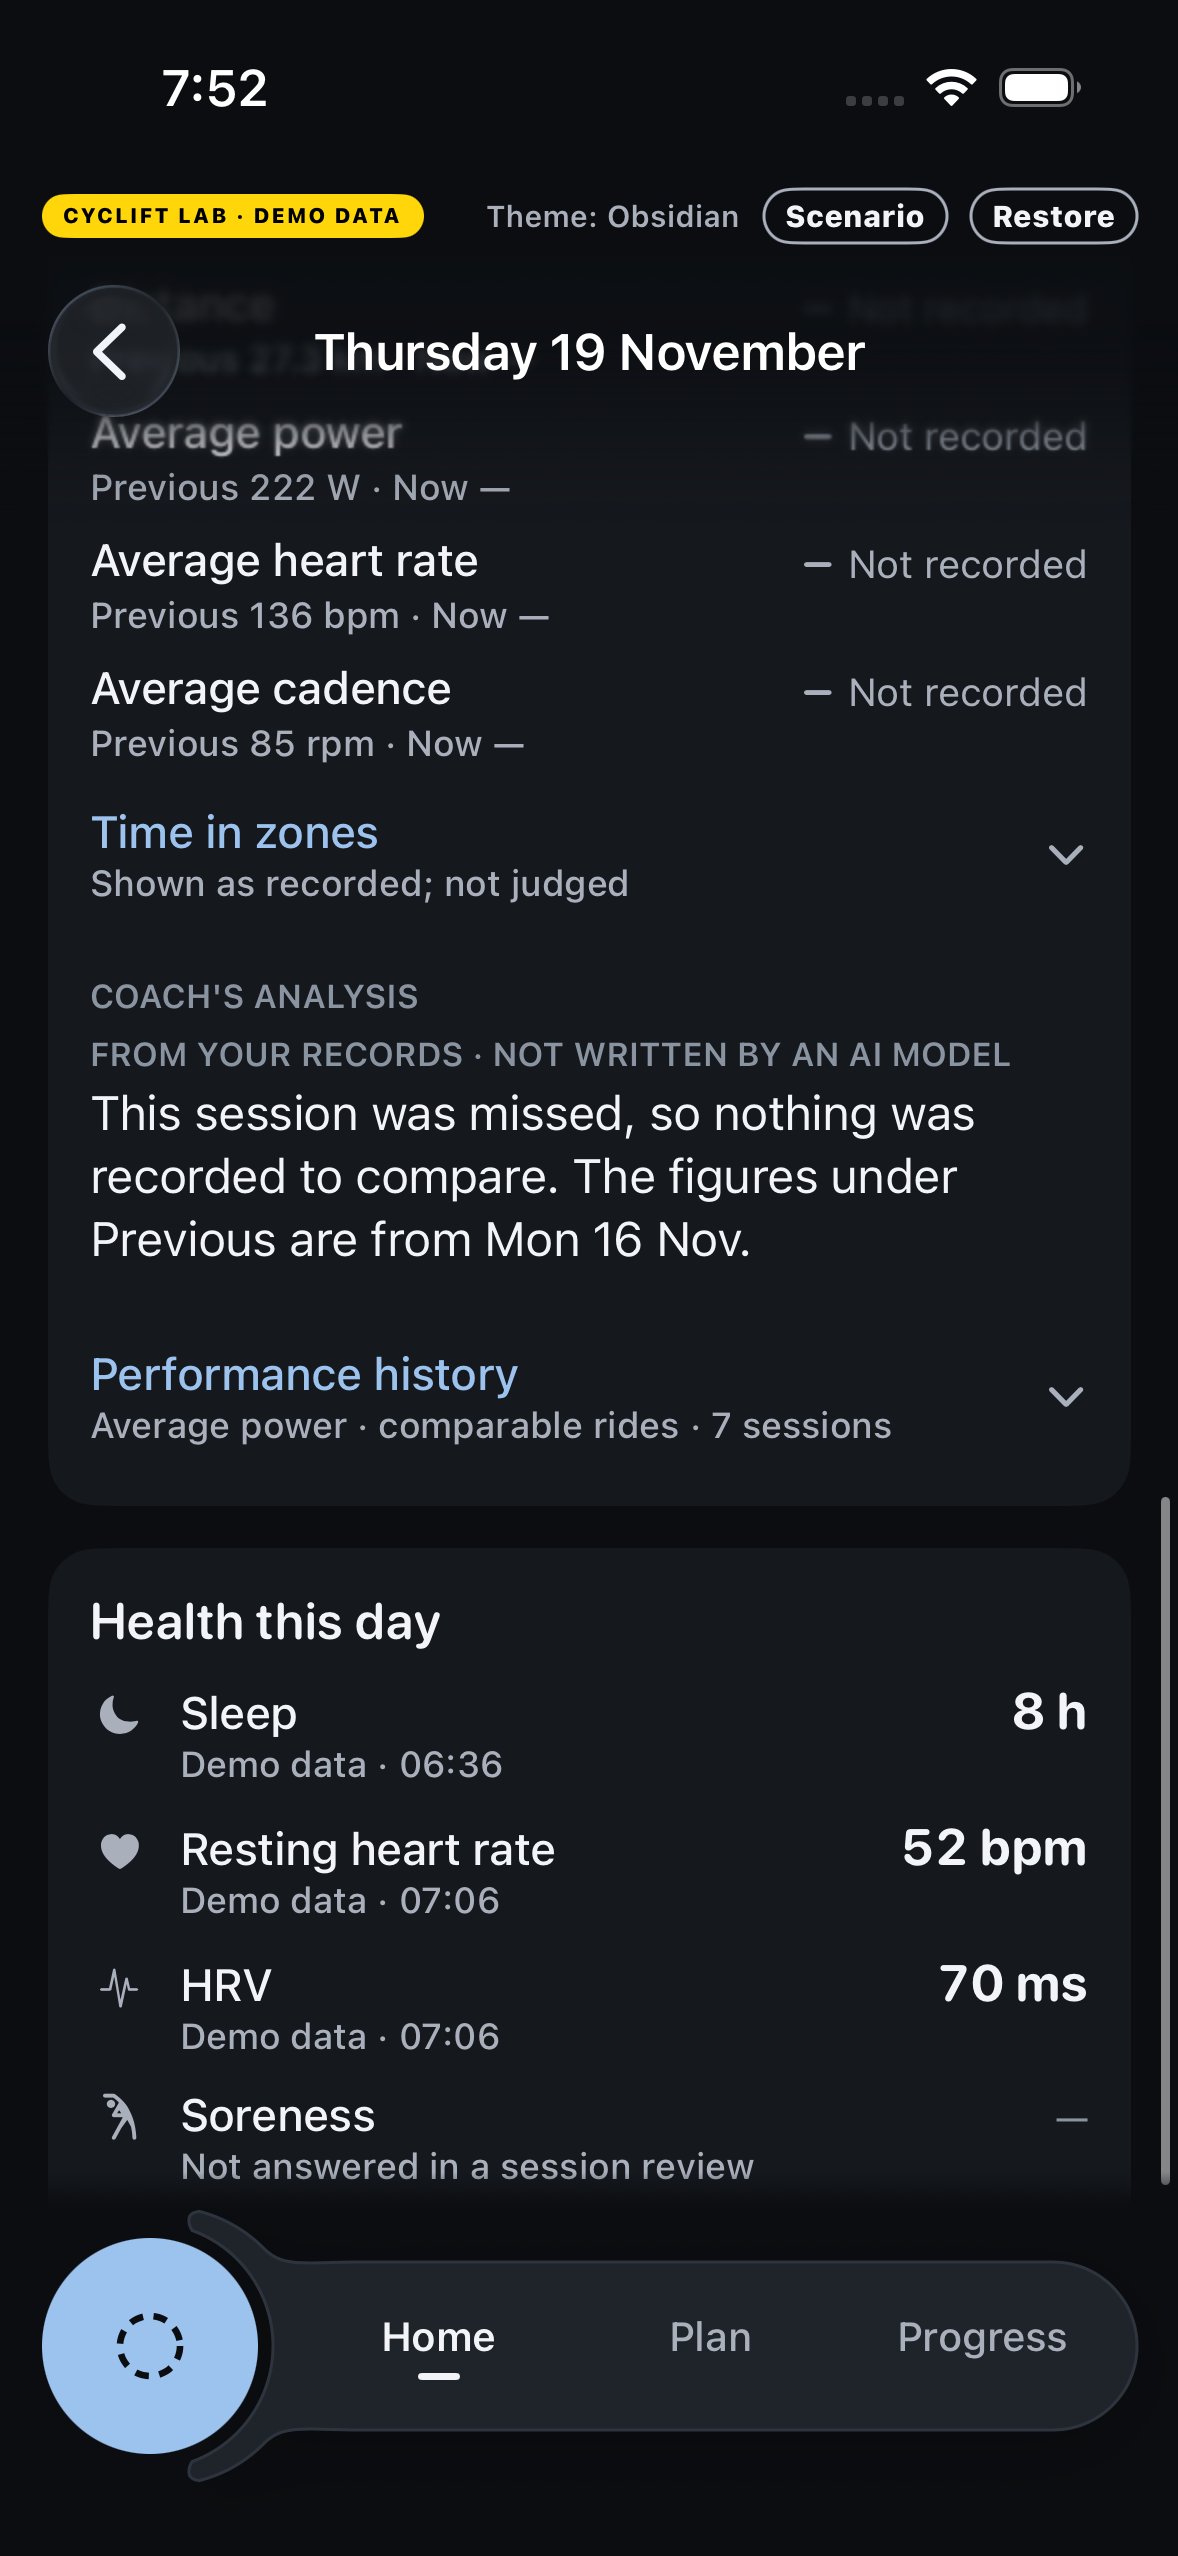 7:52
CYCLIFT LAB · DEMO DATA
Theme: Obsidian
Scenario
Restore
— Not recorded
Thursday 19 November
Average power
— Not recorded
Previous 222 W · Now —
Average heart rate
— Not recorded
Previous 136 bpm · Now —
Average cadence
— Not recorded
Previous 85 rpm · Now —
Time in zones
Shown as recorded; not judged
COACH'S ANALYSIS
FROM YOUR RECORDS · NOT WRITTEN BY AN AI MODEL
This session was missed, so nothing was
recorded to compare. The figures under
Previous are from Mon 16 Nov.
Performance history
Average power · comparable rides · 7 sessions
Health this day
Sleep
8 h
Demo data · 06:36
Resting heart rate
52 bpm
Demo data · 07:06
HRV
70 ms
Demo data · 07:06
Soreness
—
Not answered in a session review
Home
Plan
Progress